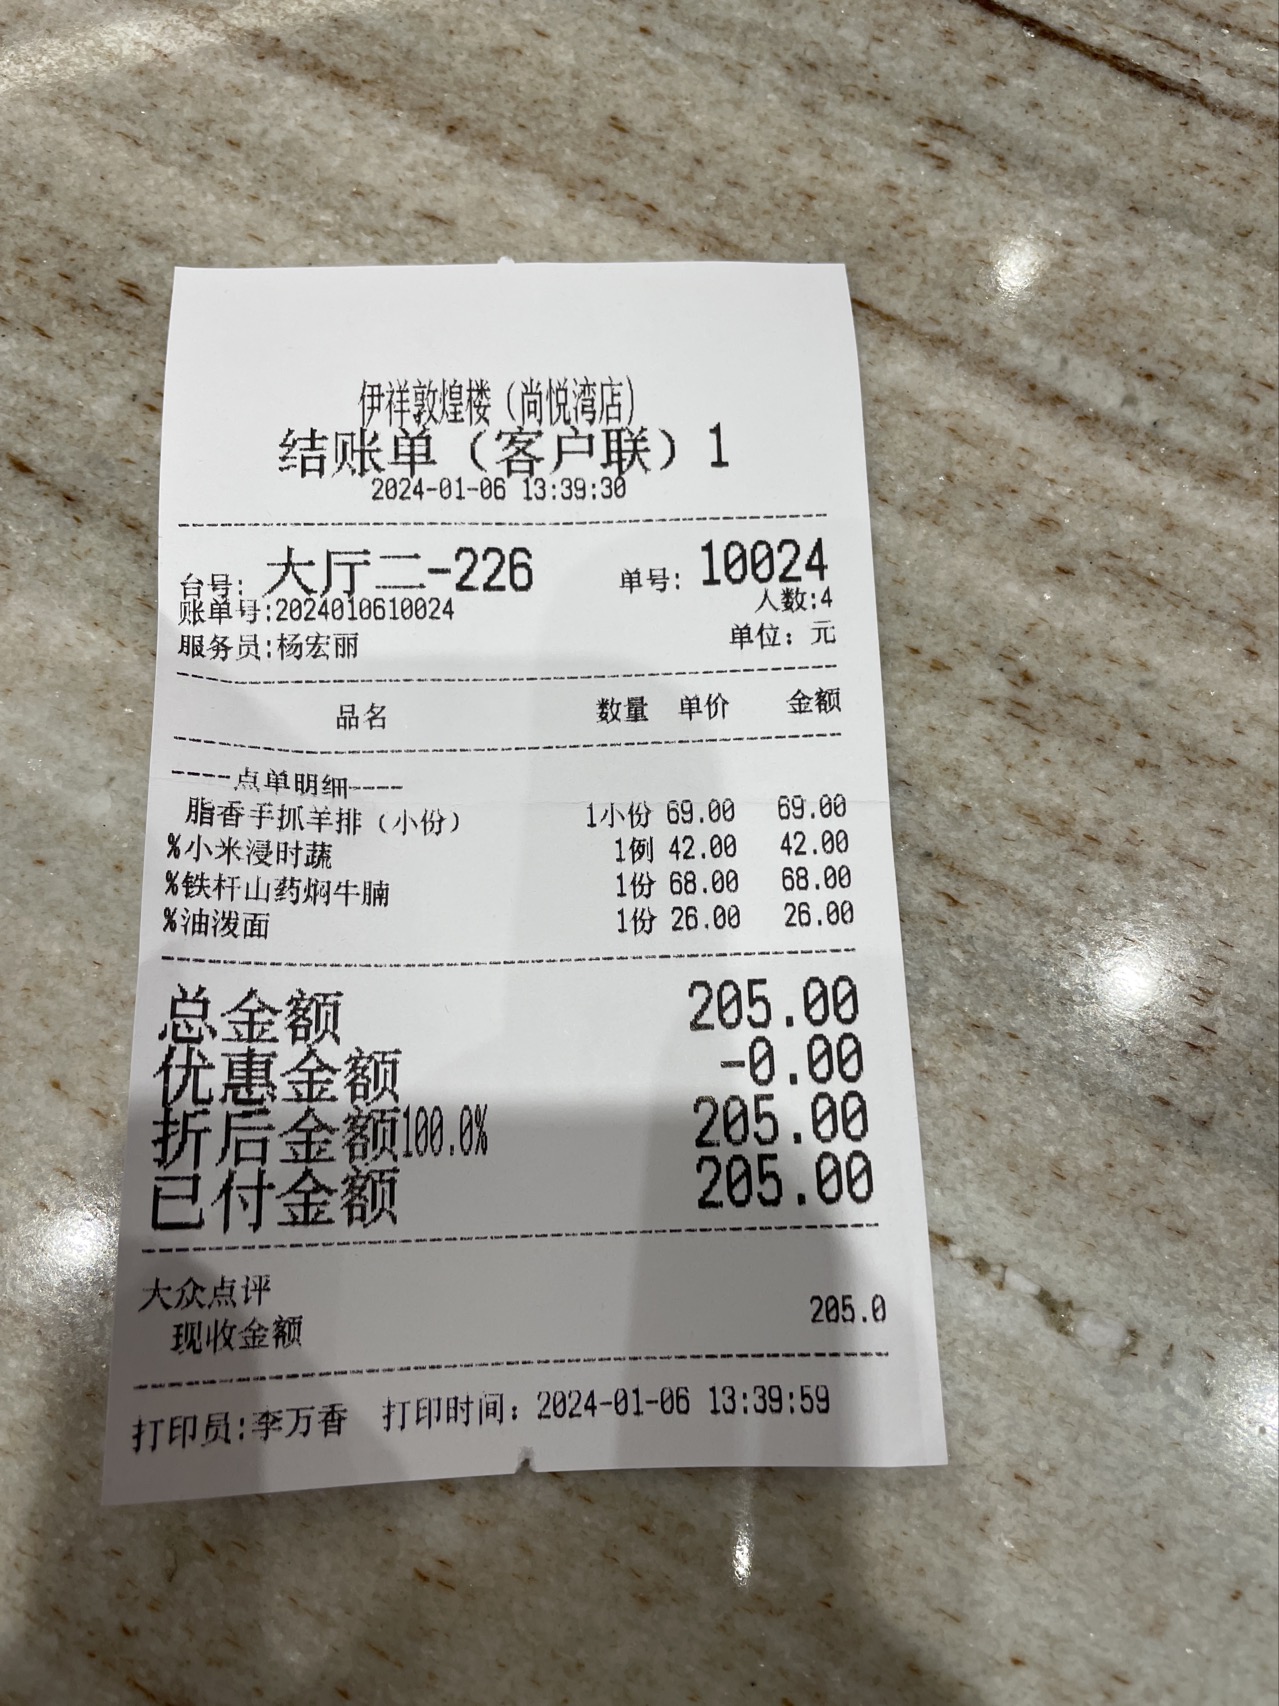 伊祥敦煌楼（尚悦湾店）
结账单（客户联）1
2024-01-06 13:39:30
台号: 大厅二-226 单号: 10024
账单号:2024010610024 人数:4
服务员:杨宏丽 单位: 元
品名 数量 单价 金额
----点单明细----
脂香手抓羊排（小份） 1小份 69.00 69.00
%小米浸时蔬 1例 42.00 42.00
%铁杆山药焖牛腩 1份 68.00 68.00
%油泼面 1份 26.00 26.00
总金额 205.00
优惠金额 -0.00
折后金额100.0% 205.00
已付金额 205.00
大众点评
现收金额 205.0
打印员:李万香 打印时间: 2024-01-06 13:39:59